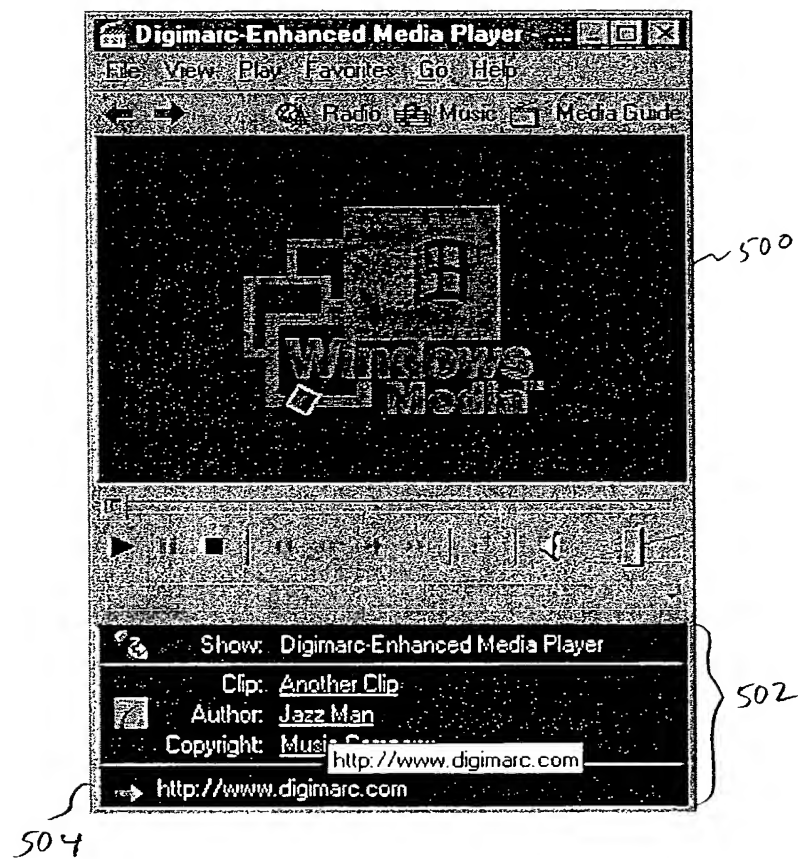 Digimarc-Enhanced Media Player - ...
File View Play Favorites Go Help
Radio Music Media Guide
500
Windows
Media
Show: Digimarc-Enhanced Media Player
Clip: Another Clip
Author: Jazz Man
502
Copyright: Music
http://www.digimarc.com
http://www.digimarc.com
504